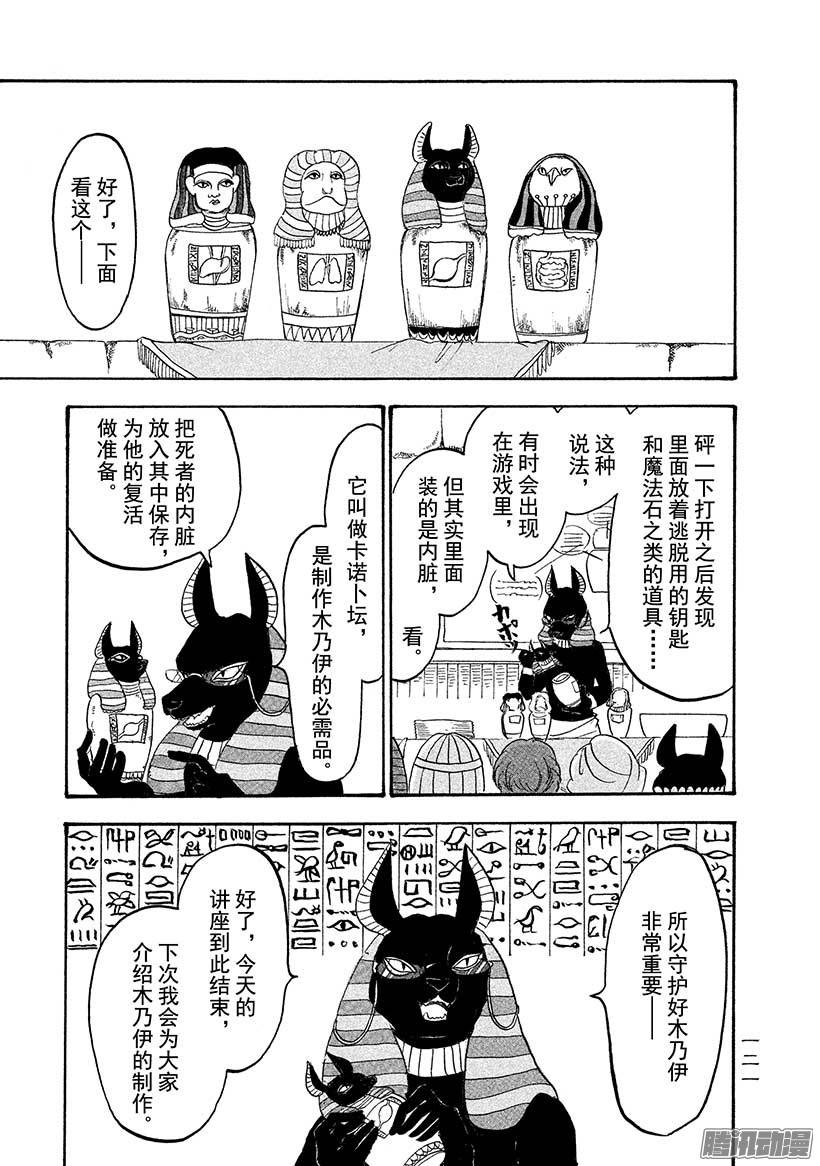 好了，下面
看这个——
砰一下打开之后发现
里面放着逃脱用的钥匙
和魔法石之类的道具……
这种
说法，
有时会出现
在游戏里，
但其实里面
装的是内脏，
看。
カポッ
它叫做卡诺卜坛，
是制作木乃伊的必需品。
把死者的内脏
放入其中保存，
为他的复活
做准备。
所以守护好木乃伊
非常重要——
好了，今天的
讲座到此结束，
下次我会为大家
介绍木乃伊的制作。
一二一
腾讯动漫